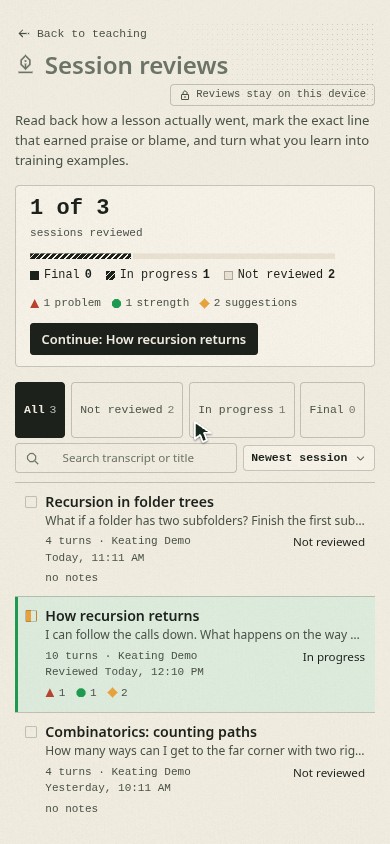 Back to teaching
Session reviews
Reviews stay on this device
Read back how a lesson actually went, mark the exact line
that earned praise or blame, and turn what you learn into
training examples.
1 of 3
sessions reviewed
Final 0 In progress 1 Not reviewed 2
1 problem 1 strength 2 suggestions
Continue: How recursion returns
All 3 Not reviewed 2 In progress 1 Final 0
Search transcript or title Newest session
Recursion in folder trees
What if a folder has two subfolders? Finish the first sub…
4 turns · Keating Demo Not reviewed
Today, 11:11 AM
no notes
How recursion returns
I can follow the calls down. What happens on the way …
10 turns · Keating Demo In progress
Reviewed Today, 12:10 PM
1 1 2
Combinatorics: counting paths
How many ways can I get to the far corner with two rig…
4 turns · Keating Demo Not reviewed
Yesterday, 10:11 AM
no notes